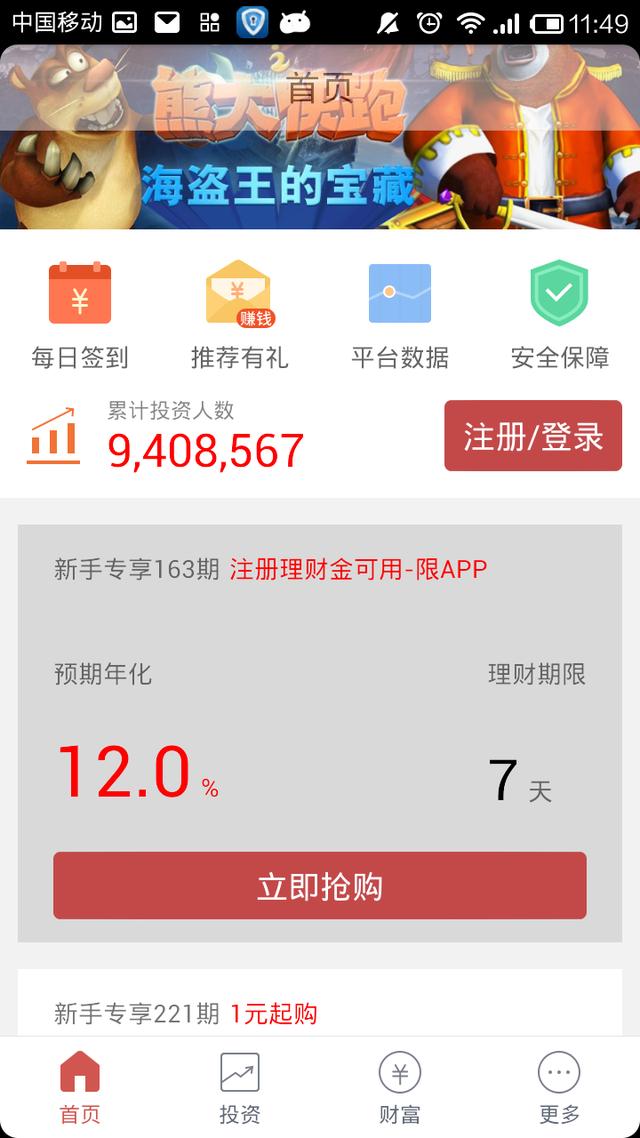 中国移动 11:49
首页
熊大快跑2
海盗王的宝藏
¥ ¥
赚钱
每日签到 推荐有礼 平台数据 安全保障
累计投资人数
9,408,567
注册/登录
新手专享163期 注册理财金可用-限APP
预期年化 理财期限
12.0 % 7 天
立即抢购
新手专享221期 1元起购
¥
首页 投资 财富 更多